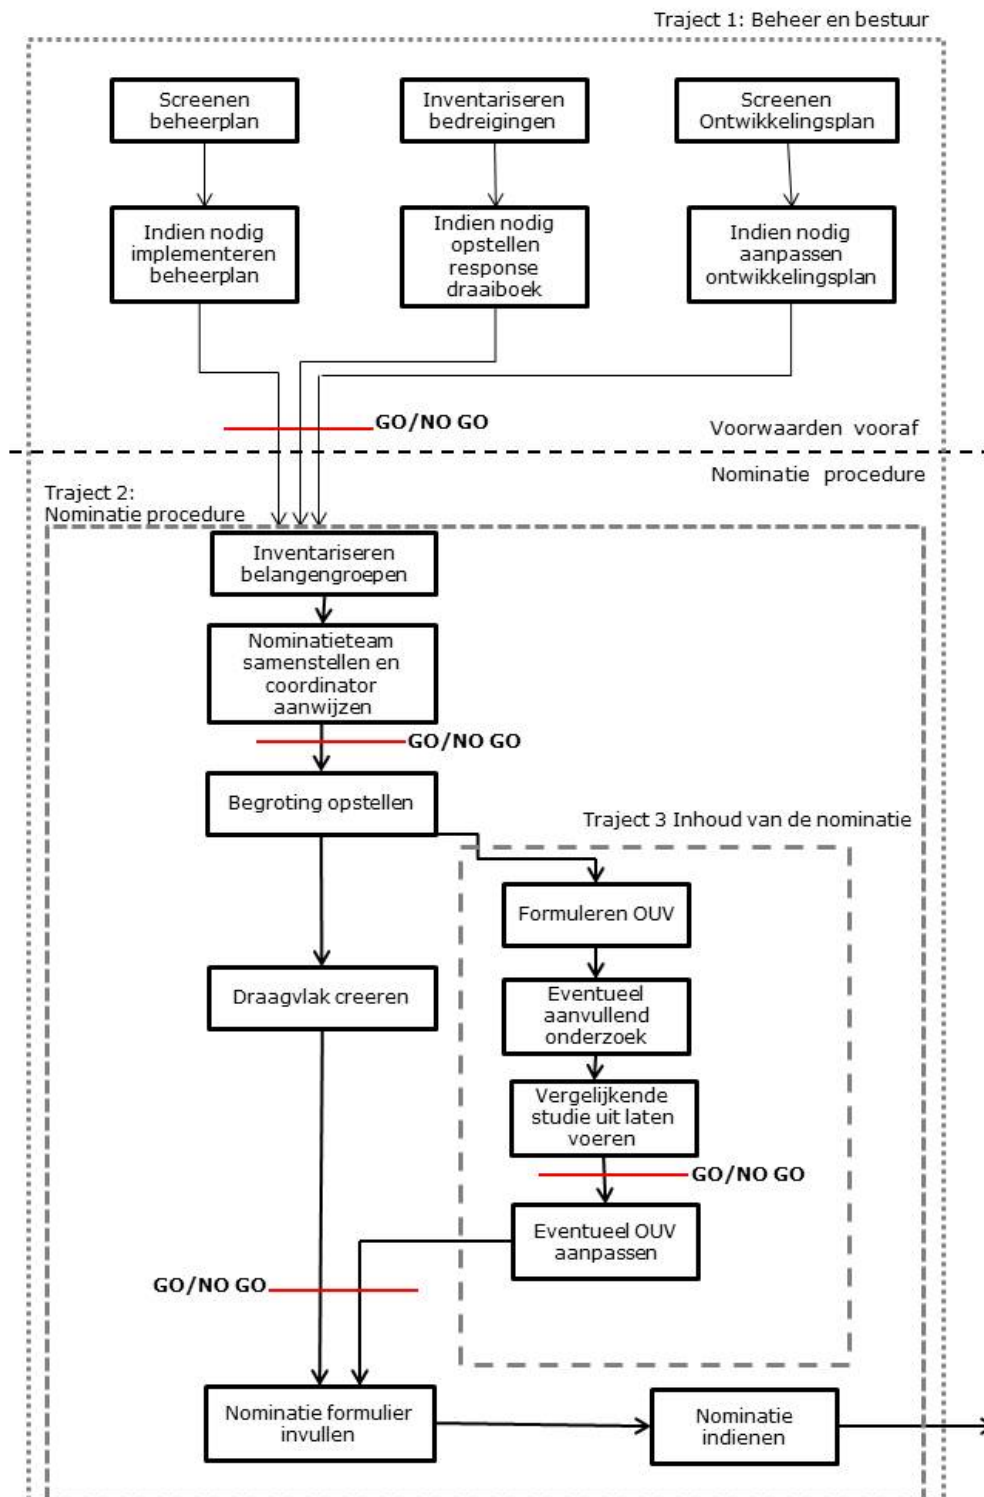 Traject 1: Beheer en bestuur
Screenen
beheerplan
Inventariseren
bedreigingen
Screenen
Ontwikkelingsplan
Indien nodig
implementeren
beheerplan
Indien nodig
opstellen
response
draaiboek
Indien nodig
aanpassen
ontwikkelingsplan
GO/NO GO
Voorwaarden vooraf
Nominatie procedure
Traject 2:
Nominatie procedure
Inventariseren
belangengroepen
Nominatieteam
samenstellen en
coordinator
aanwijzen
GO/NO GO
Begroting opstellen
Traject 3 Inhoud van de nominatie
Formuleren OUV
Draagvlak creeren
Eventueel
aanvullend
onderzoek
Vergelijkende
studie uit laten
voeren
GO/NO GO
Eventueel OUV
aanpassen
GO/NO GO
Nominatie formulier
invullen
Nominatie
indienen